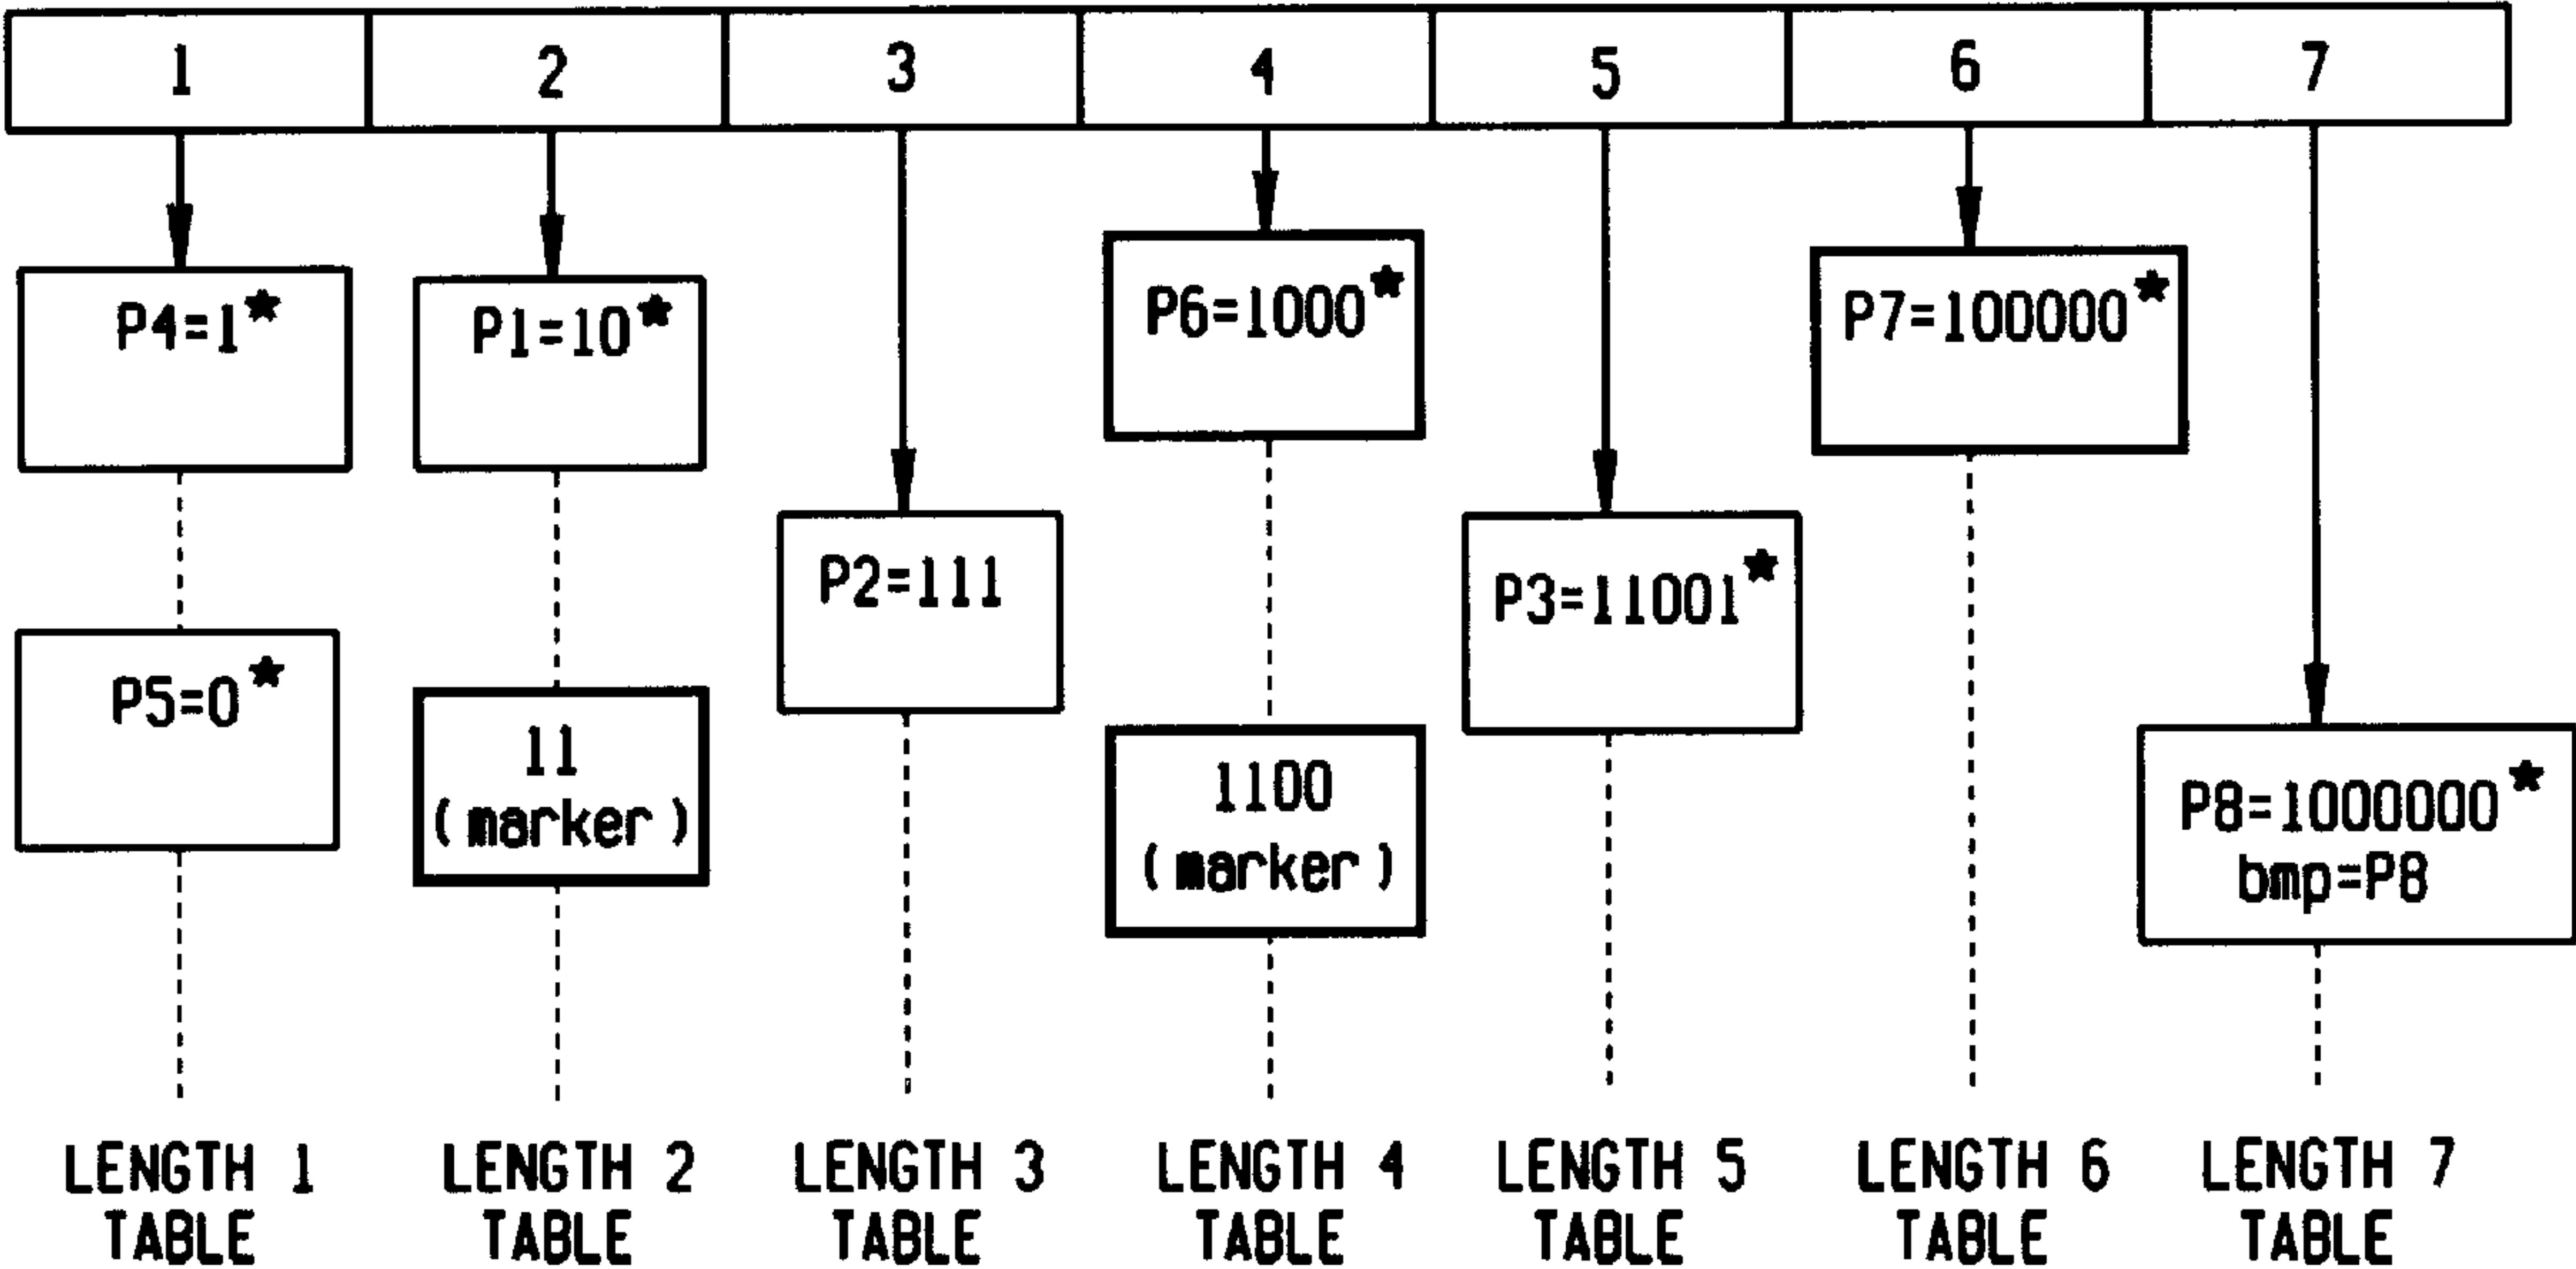 1 2 3 4 5 6 7
P4=1*
P1=10*
P6=1000*
P7=100000*
P2=111
P3=11001*
P5=0*
11
(marker)
1100
(marker)
P8=1000000*
bmp=P8
LENGTH 1
TABLE
LENGTH 2
TABLE
LENGTH 3
TABLE
LENGTH 4
TABLE
LENGTH 5
TABLE
LENGTH 6
TABLE
LENGTH 7
TABLE